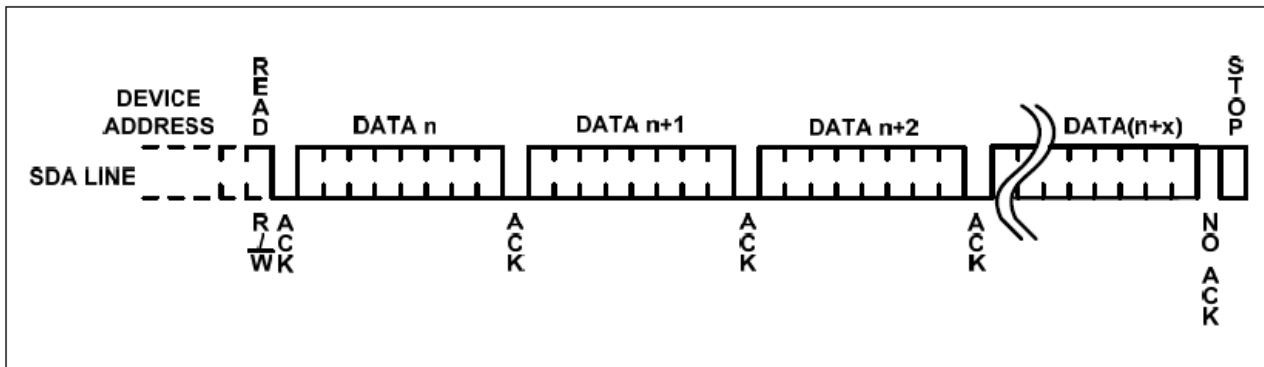 READ
STOP
DEVICE
ADDRESS
DATA n
DATA n+1
DATA n+2
DATA(n+x)
SDA LINE
R/W
ACK
ACK
ACK
ACK
NO ACK